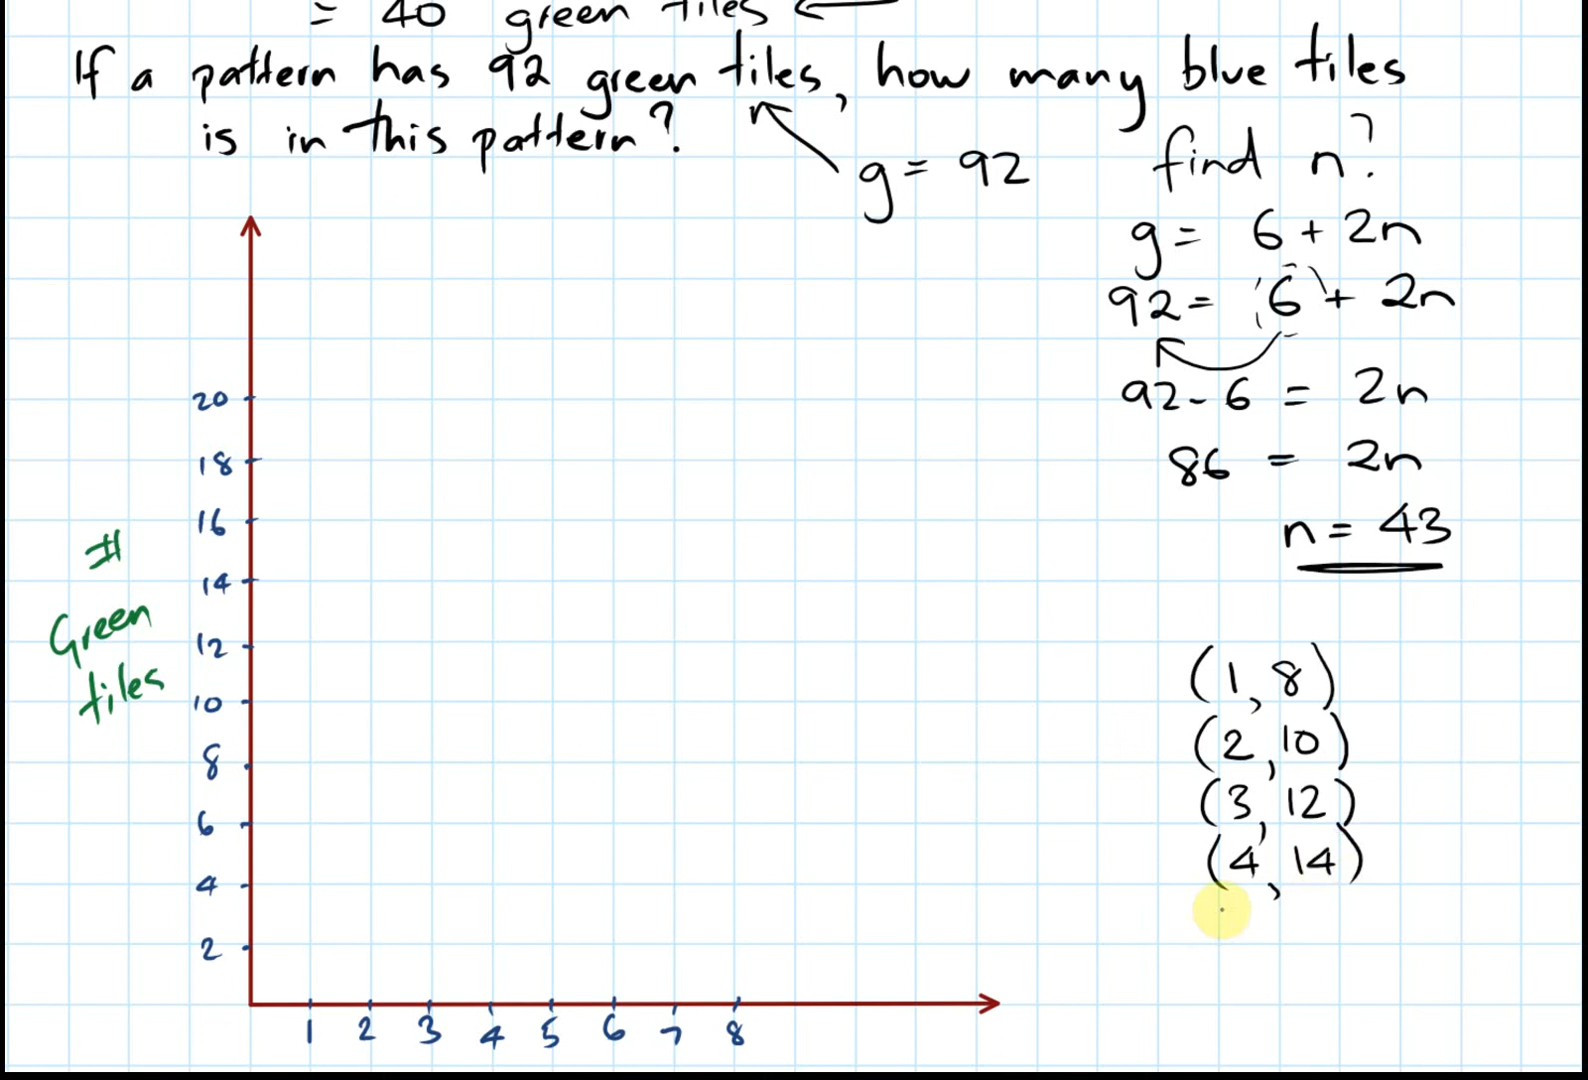 = 40 green tiles ←
If a pattern has 92 green tiles, how many blue tiles
is in this pattern?
g = 92
find n?
g = 6 + 2n
92 = 6 + 2n
92 - 6 = 2n
86 = 2n
n = 43
20
18
16
14
12
10
8
6
4
2
#
Green
tiles
1 2 3 4 5 6 7 8
(1, 8)
(2, 10)
(3, 12)
(4, 14)